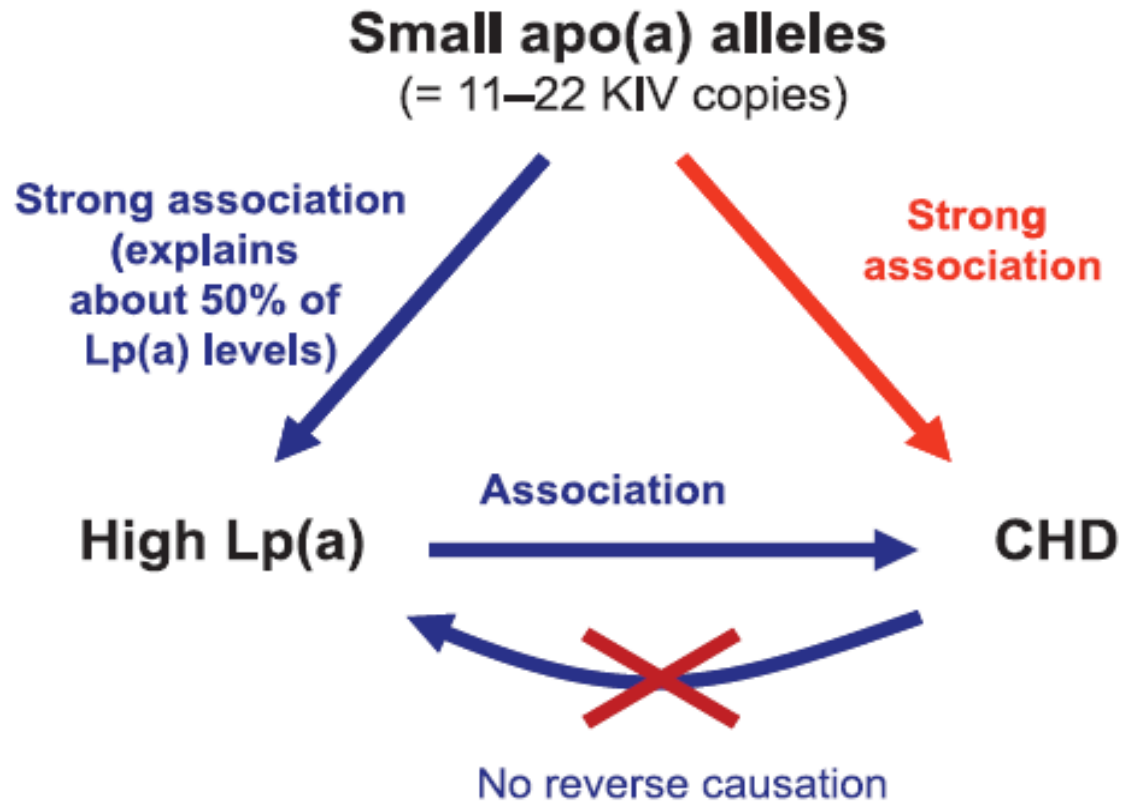 Small apo(a) alleles
(= 11–22 KIV copies)
Strong association
(explains
about 50% of
Lp(a) levels)
Strong
association
Association
High Lp(a)
CHD
No reverse causation